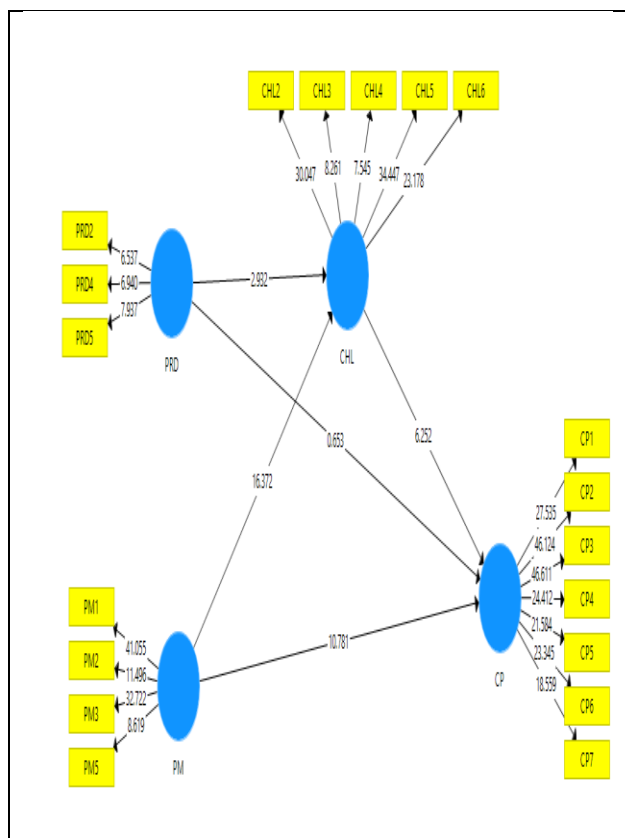 CHL2 CHL3 CHL4 CHL5 CHL6
30.047 8.261 7.545 34.447 23.178
PRD2
PRD4
PRD5
6.537
6.940
7.937
PRD
2.932
CHL
0.653
16.372
6.252
10.781
PM1
PM2
PM3
PM5
41.055
11.496
32.722
8.619
PM
CP
27.535
46.124
46.611
24.412
21.584
23.345
18.559
CP1
CP2
CP3
CP4
CP5
CP6
CP7